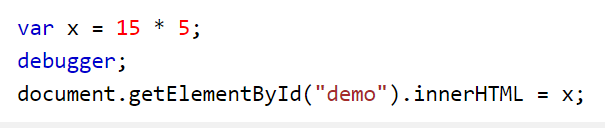 var x = 15 * 5;
debugger;
document.getElementById("demo").innerHTML = x;